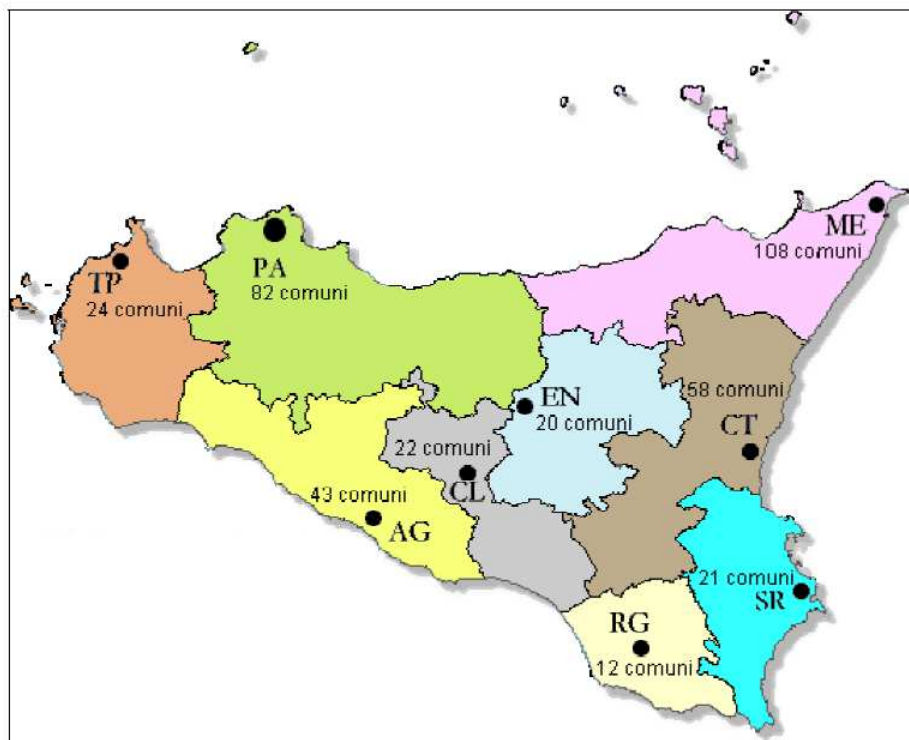 ME
108 comuni
PA
82 comuni
TP
24 comuni
58 comuni
CT
EN
20 comuni
22 comuni
CL
43 comuni
AG
21 comuni
SR
RG
12 comuni